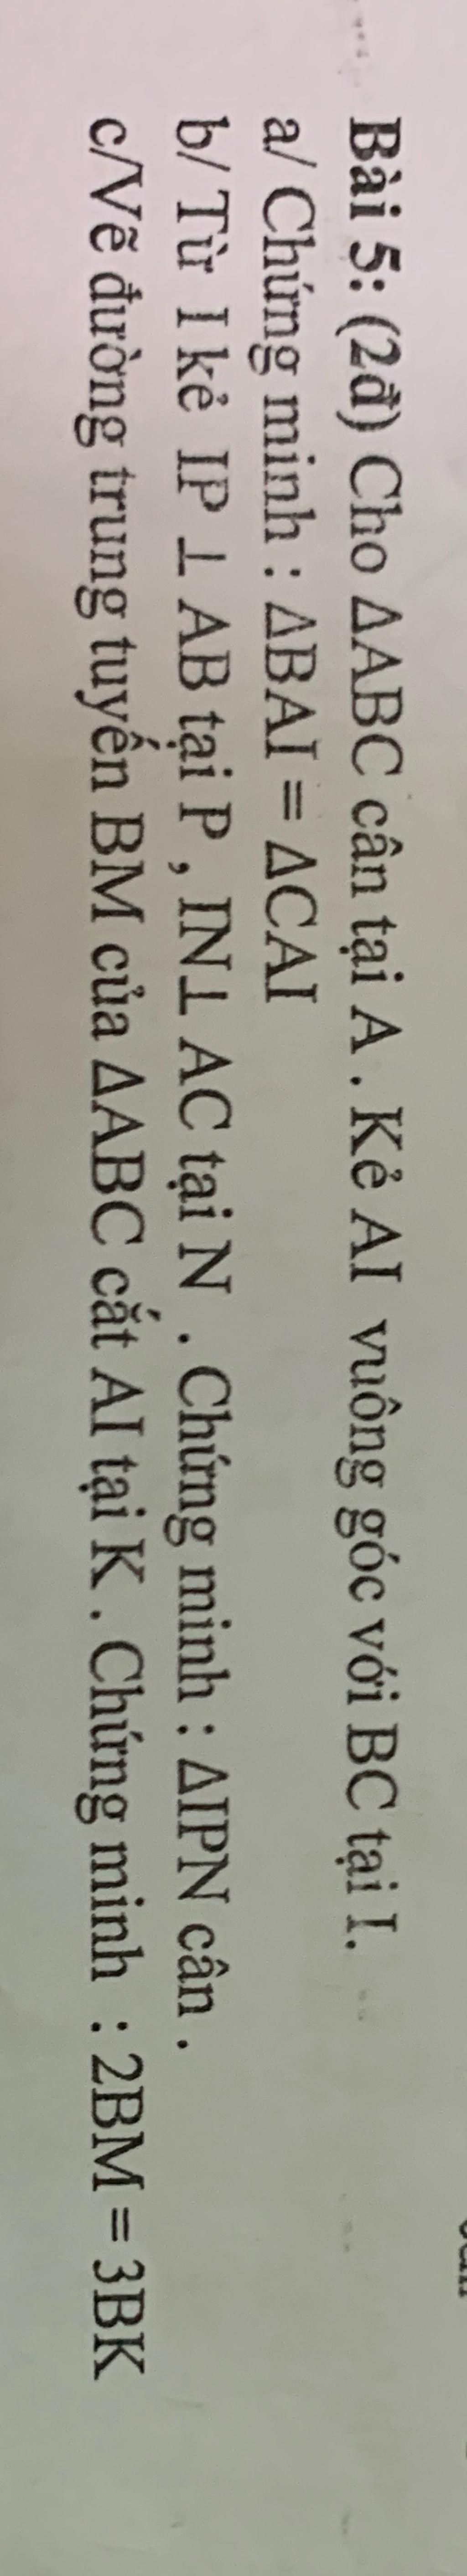 Bài 5: (2đ) Cho ΔABC cân tại A . Kẻ AI vuông góc với BC tại I.
a/ Chứng minh : ΔBAI = ΔCAI
b/ Từ I kẻ IP ⊥ AB tại P , IN⊥ AC tại N . Chứng minh : ΔIPN cân .
c/Vẽ đường trung tuyến BM của ΔABC cắt AI tại K . Chứng minh : 2BM = 3BK